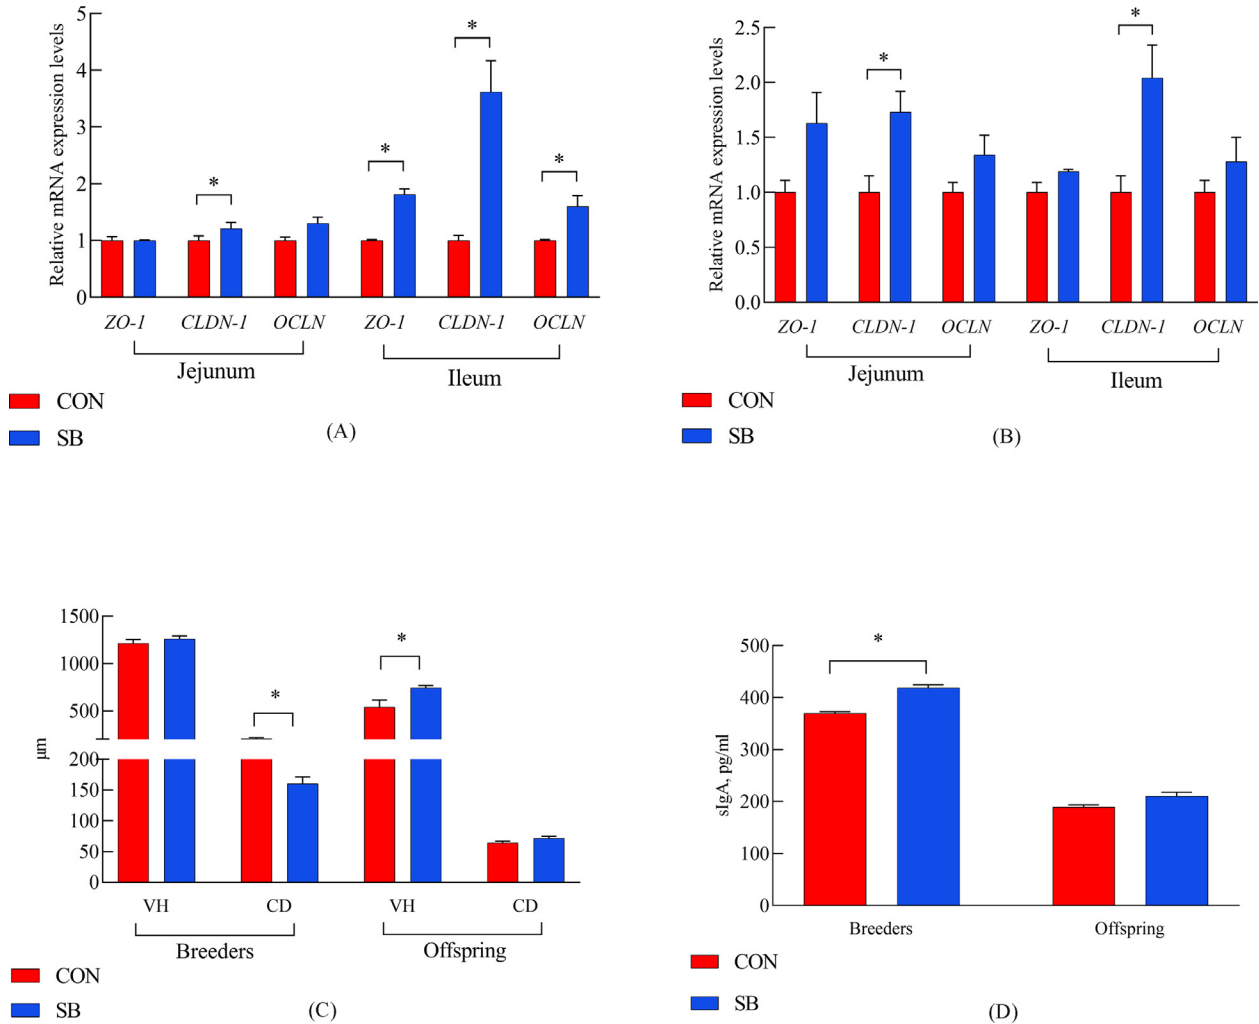 Relative mRNA expression levels
5
4
3
2
1
0
*
*
*
*
ZO-1 CLDN-1 OCLN ZO-1 CLDN-1 OCLN
Jejunum Ileum
CON
SB
(A)
Relative mRNA expression levels
2.5
2.0
1.5
1.0
0.5
0.0
*
*
ZO-1 CLDN-1 OCLN ZO-1 CLDN-1 OCLN
Jejunum Ileum
CON
SB
(B)
μm
1500
1000
500
200
150
100
50
0
*
*
VH CD VH CD
Breeders Offspring
CON
SB
(C)
sIgA, pg/ml
500
400
300
200
100
0
*
Breeders Offspring
CON
SB
(D)